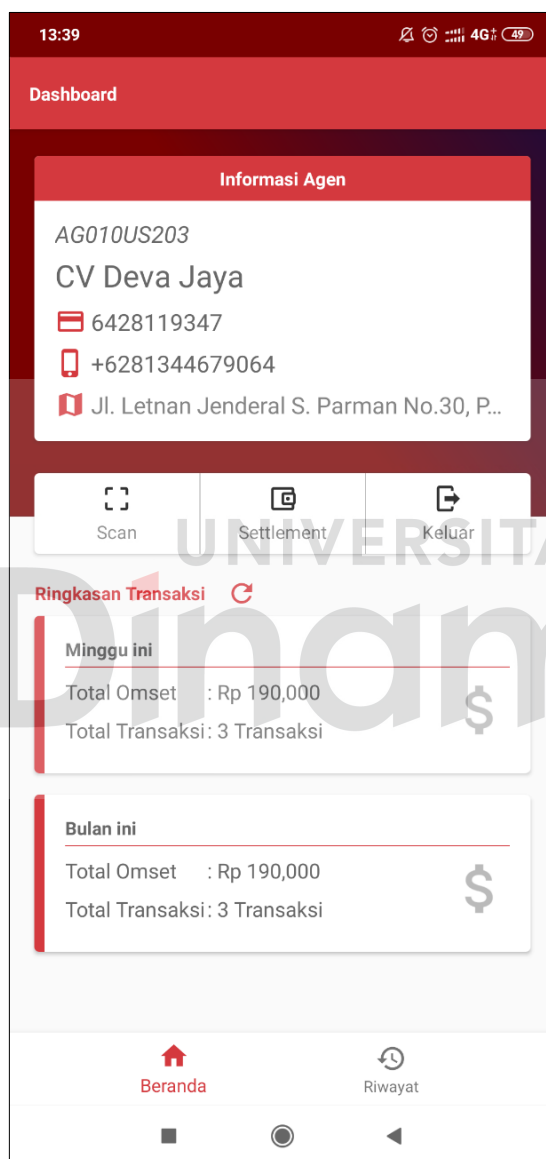 13:39
4G 49
Dashboard
Informasi Agen
AG010US203
CV Deva Jaya
6428119347
+6281344679064
Jl. Letnan Jenderal S. Parman No.30, P...
Scan
Settlement
Keluar
UNIVERSITA
Dinam
Ringkasan Transaksi
Minggu ini
Total Omset : Rp 190,000
Total Transaksi : 3 Transaksi
$
Bulan ini
Total Omset : Rp 190,000
Total Transaksi : 3 Transaksi
$
Beranda
Riwayat